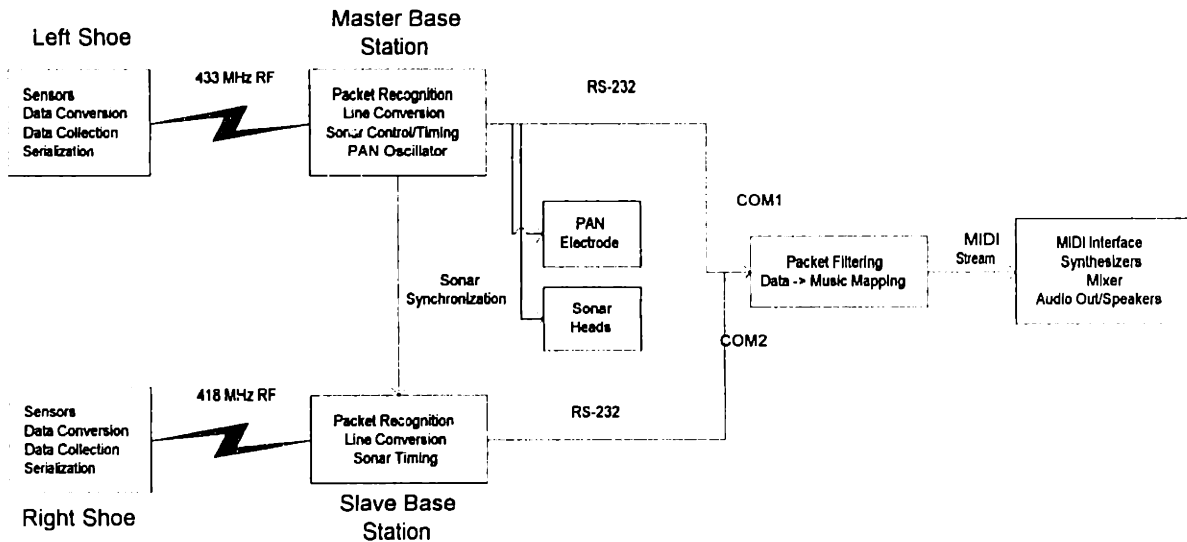 Left Shoe
433 MHz RF
Sensors
Data Conversion
Data Collection
Serialization
Master Base
Station
Packet Recognition
Line Conversion
Sonar Control/Timing
PAN Oscillator
RS-232
PAN
Electrode
Sonar
Heads
Sonar
Synchronization
COM1
COM2
Packet Filtering
Data -> Music Mapping
MIDI
Stream
MIDI Interface
Synthesizers
Mixer
Audio Out/Speakers
418 MHz RF
Sensors
Data Conversion
Data Collection
Serialization
Right Shoe
Packet Recognition
Line Conversion
Sonar Timing
Slave Base
Station
RS-232